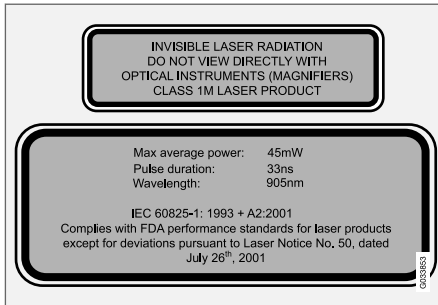 INVISIBLE LASER RADIATION
DO NOT VIEW DIRECTLY WITH
OPTICAL INSTRUMENTS (MAGNIFIERS)
CLASS 1M LASER PRODUCT
Max average power: 45mW
Pulse duration: 33ns
Wavelength: 905nm
IEC 60825-1: 1993 + A2:2001
Complies with FDA performance standards for laser products
except for deviations pursuant to Laser Notice No. 50, dated
July 26th, 2001
G033853